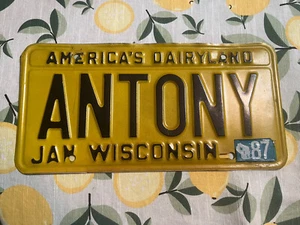 AMERICA'S DAIRYLAND
ANTONY
JAN WISCONSIN 87